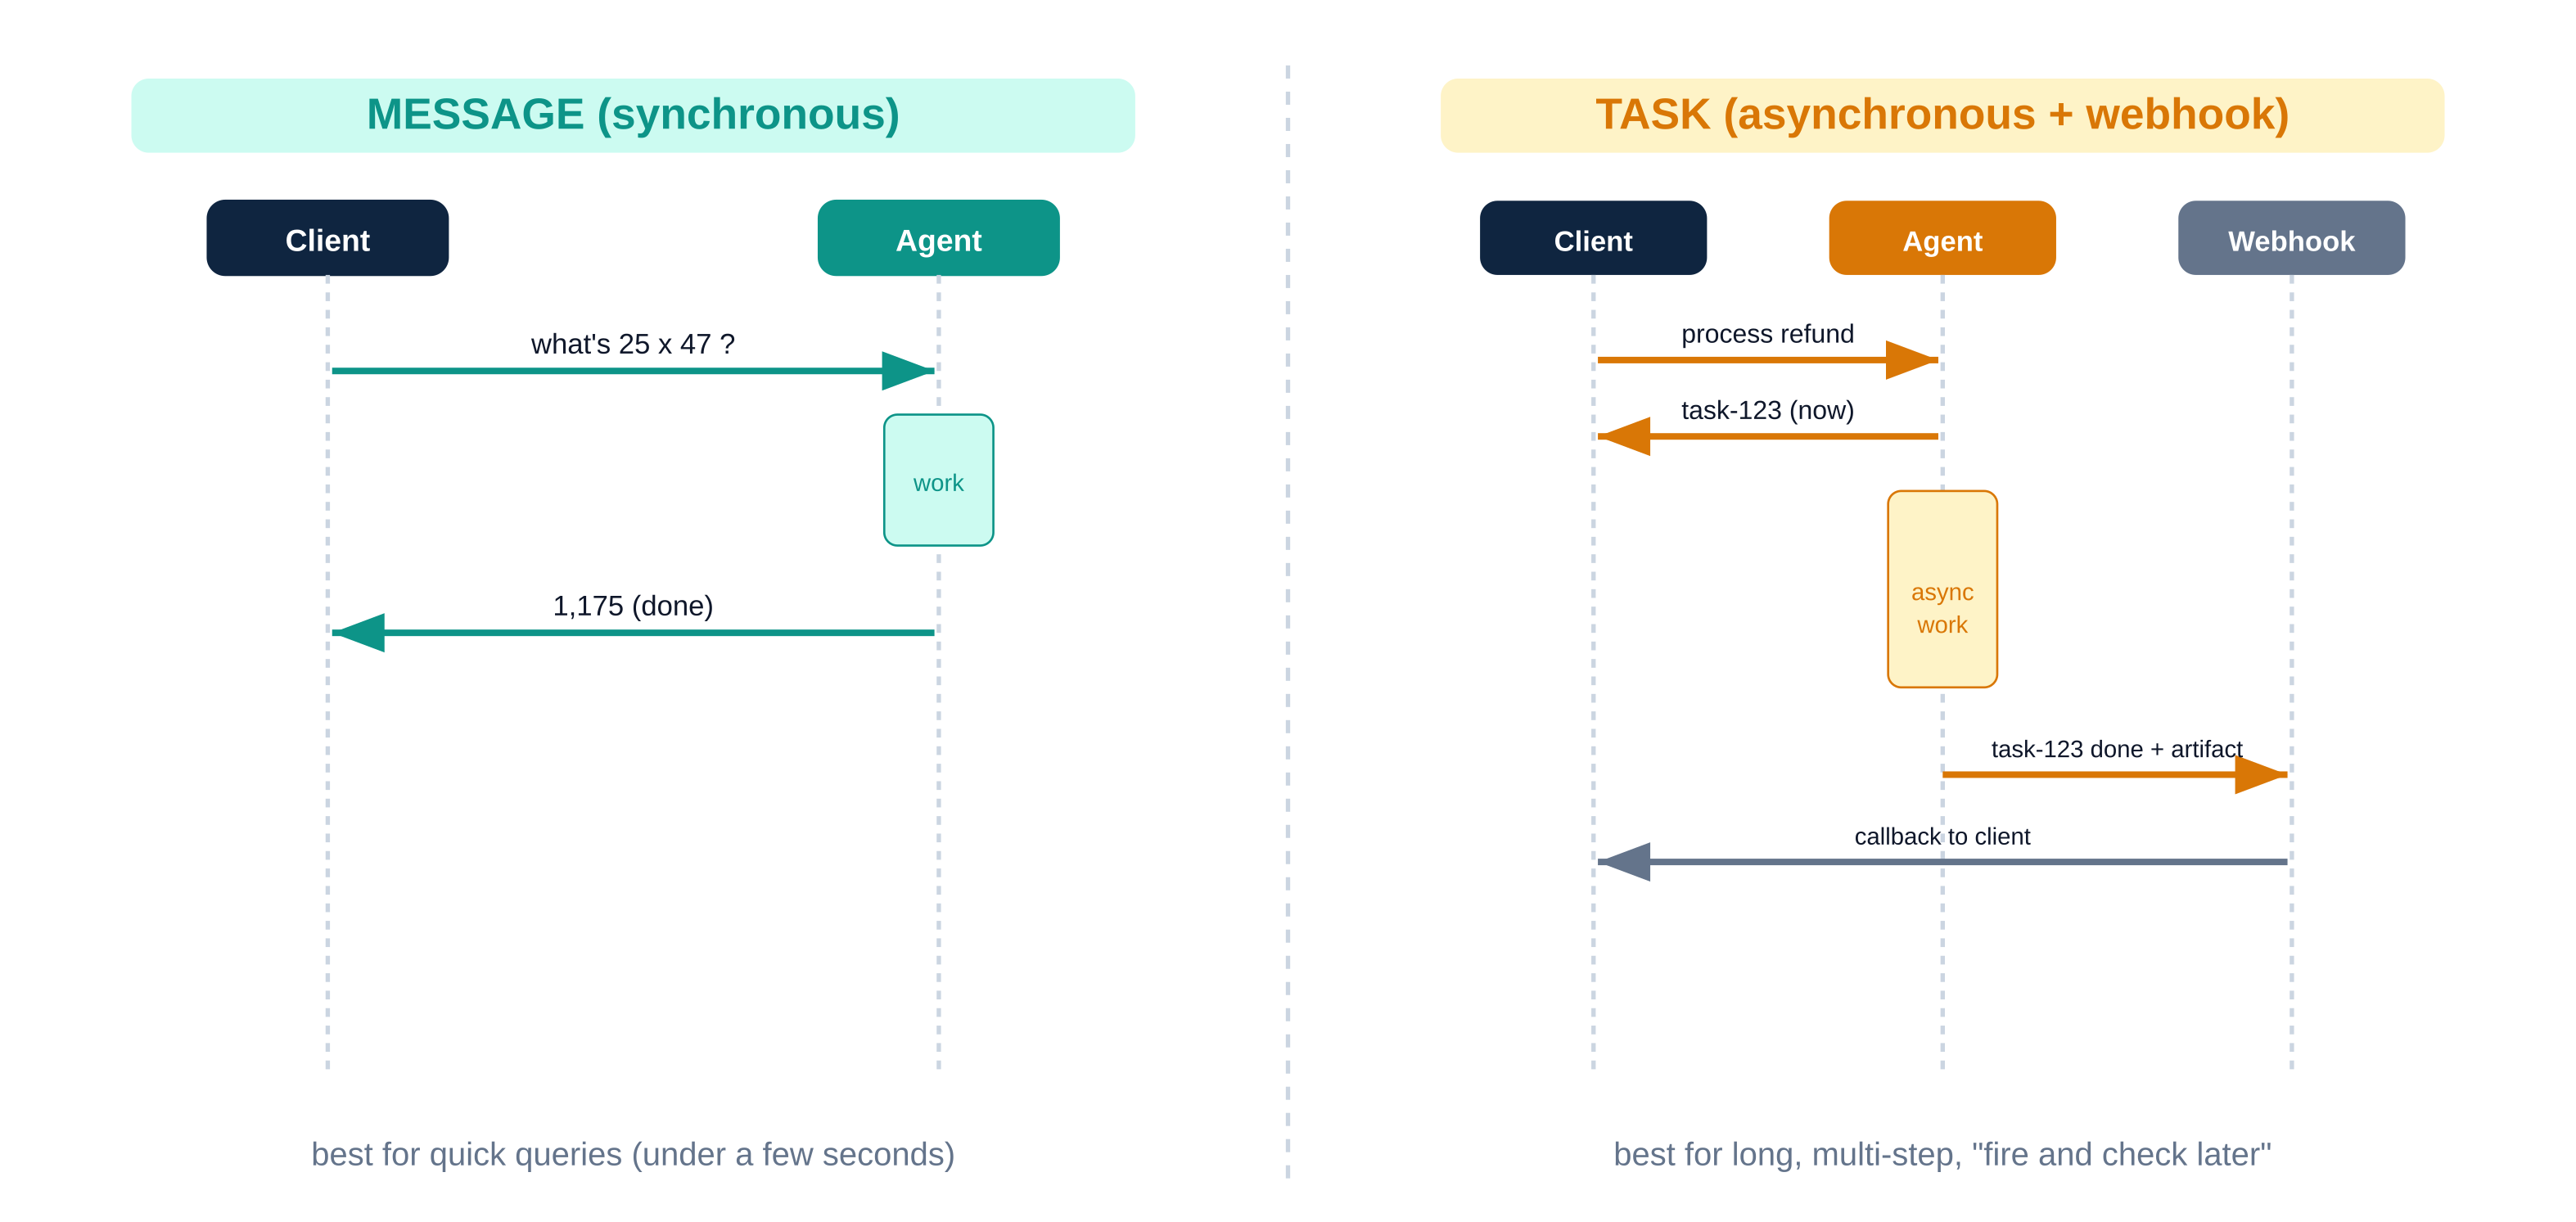 MESSAGE (synchronous)
Client
Agent
what's 25 x 47 ?
work
1,175 (done)
best for quick queries (under a few seconds)
TASK (asynchronous + webhook)
Client
Agent
Webhook
process refund
task-123 (now)
async
work
task-123 done + artifact
callback to client
best for long, multi-step, "fire and check later"